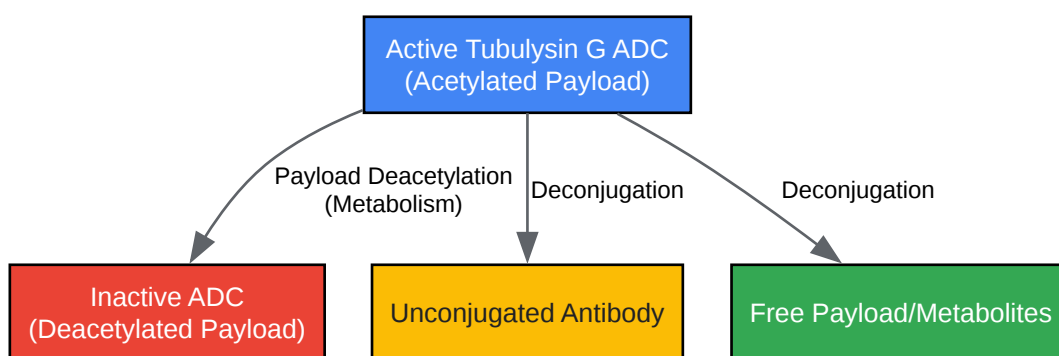 Active Tubulysin G ADC
(Acetylated Payload)
Payload Deacetylation
(Metabolism)
Deconjugation
Deconjugation
Inactive ADC
(Deacetylated Payload)
Unconjugated Antibody
Free Payload/Metabolites